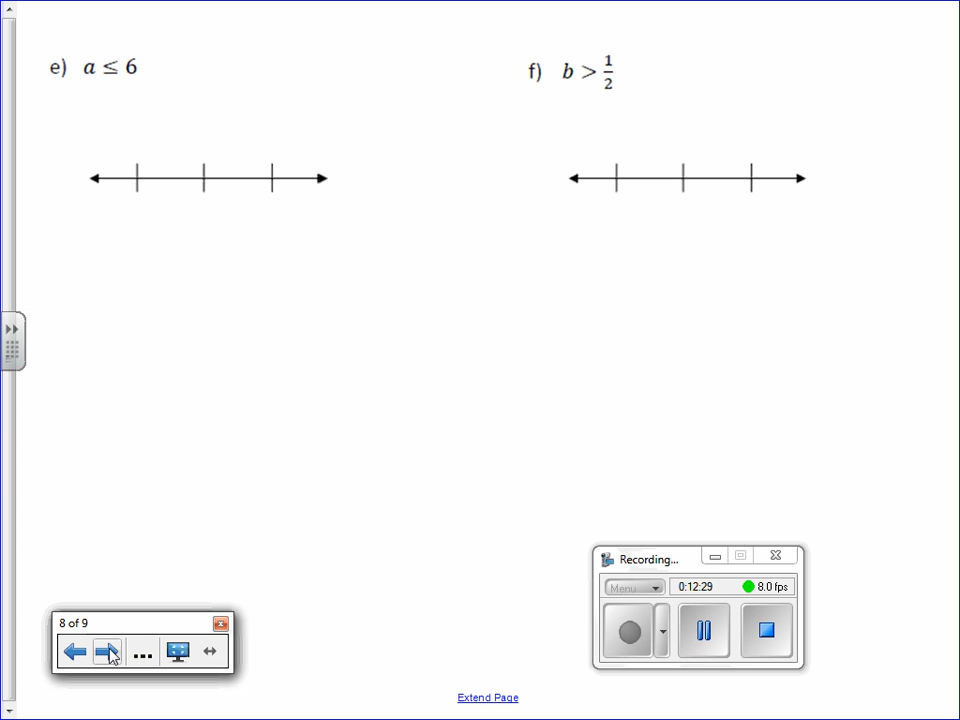 e) a ≤ 6
f) b > 1/2
Recording...
Menu
0:12:29
8.0 fps
8 of 9
...
Extend Page